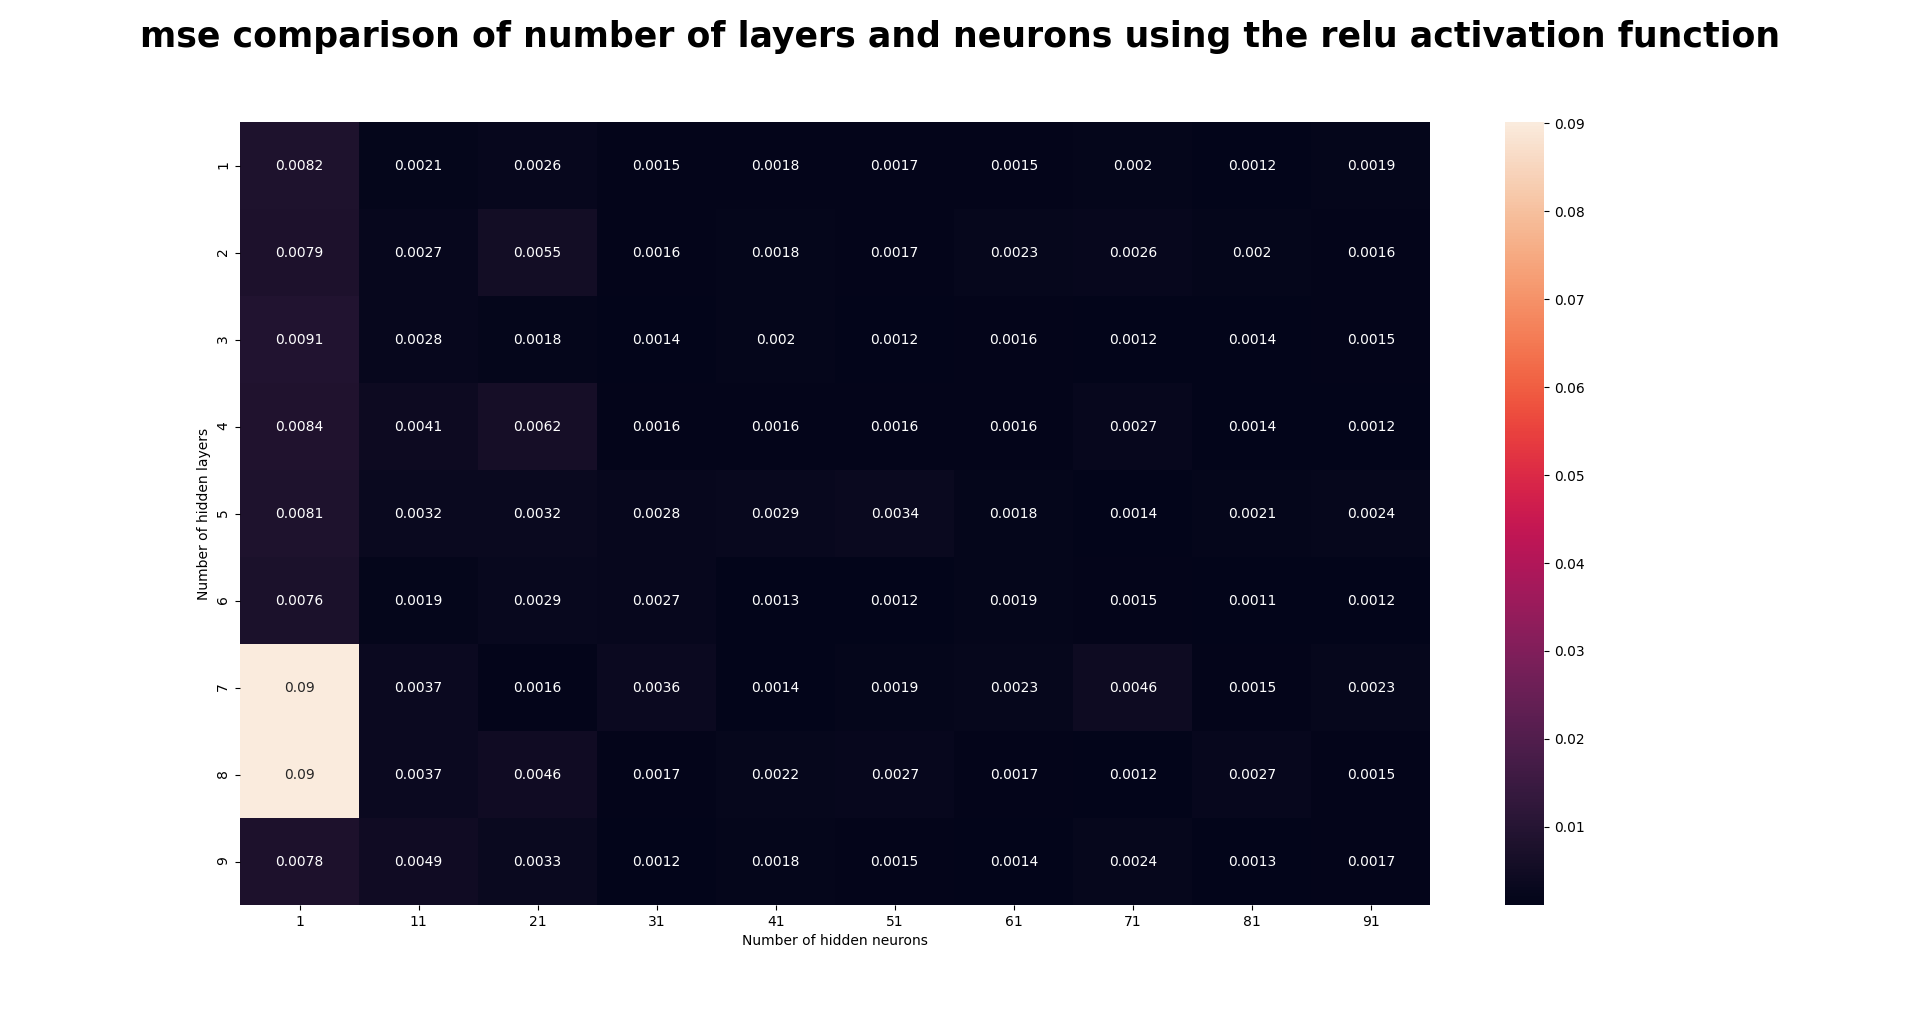 mse comparison of number of layers and neurons using the relu activation function
Number of hidden layers
1 0.0082 0.0021 0.0026 0.0015 0.0018 0.0017 0.0015 0.002 0.0012 0.0019
2 0.0079 0.0027 0.0055 0.0016 0.0018 0.0017 0.0023 0.0026 0.002 0.0016
3 0.0091 0.0028 0.0018 0.0014 0.002 0.0012 0.0016 0.0012 0.0014 0.0015
4 0.0084 0.0041 0.0062 0.0016 0.0016 0.0016 0.0016 0.0027 0.0014 0.0012
5 0.0081 0.0032 0.0032 0.0028 0.0029 0.0034 0.0018 0.0014 0.0021 0.0024
6 0.0076 0.0019 0.0029 0.0027 0.0013 0.0012 0.0019 0.0015 0.0011 0.0012
7 0.09 0.0037 0.0016 0.0036 0.0014 0.0019 0.0023 0.0046 0.0015 0.0023
8 0.09 0.0037 0.0046 0.0017 0.0022 0.0027 0.0017 0.0012 0.0027 0.0015
9 0.0078 0.0049 0.0033 0.0012 0.0018 0.0015 0.0014 0.0024 0.0013 0.0017
1 11 21 31 41 51 61 71 81 91
Number of hidden neurons
0.09
0.08
0.07
0.06
0.05
0.04
0.03
0.02
0.01